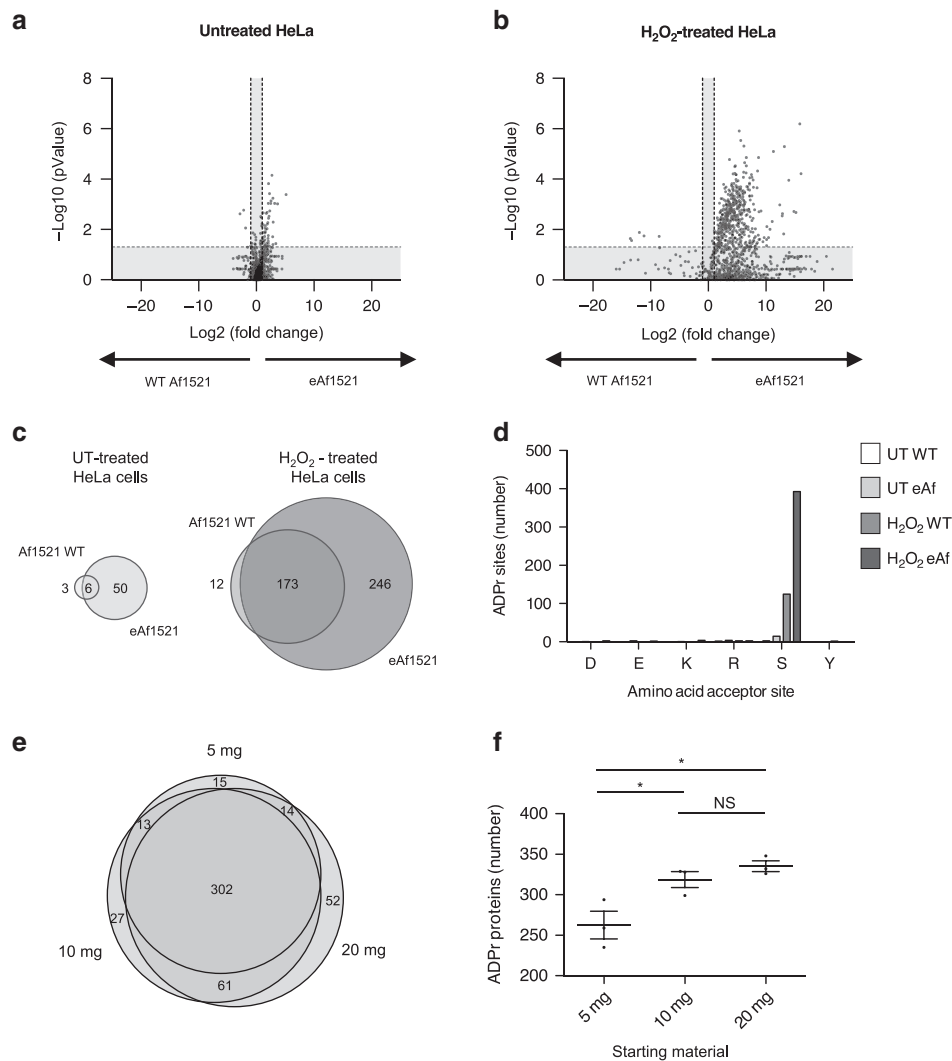 a
Untreated HeLa
8
6
4
2
0
–Log10 (pValue)
–20
–10
0
10
20
Log2 (fold change)
WT Af1521
eAf1521
b
H₂O₂-treated HeLa
8
6
4
2
0
–Log10 (pValue)
–20
–10
0
10
20
Log2 (fold change)
WT Af1521
eAf1521
c
UT-treated
HeLa cells
Af1521 WT
3
6
50
eAf1521
H₂O₂ - treated
HeLa cells
Af1521 WT
12
173
246
eAf1521
d
500
400
300
200
100
0
ADPr sites (number)
D
E
K
R
S
Y
Amino acid acceptor site
UT WT
UT eAf
H₂O₂ WT
H₂O₂ eAf
e
5 mg
15
13
14
302
27
52
10 mg
20 mg
61
f
*
*
NS
400
350
300
250
200
ADPr proteins (number)
5 mg
10 mg
20 mg
Starting material